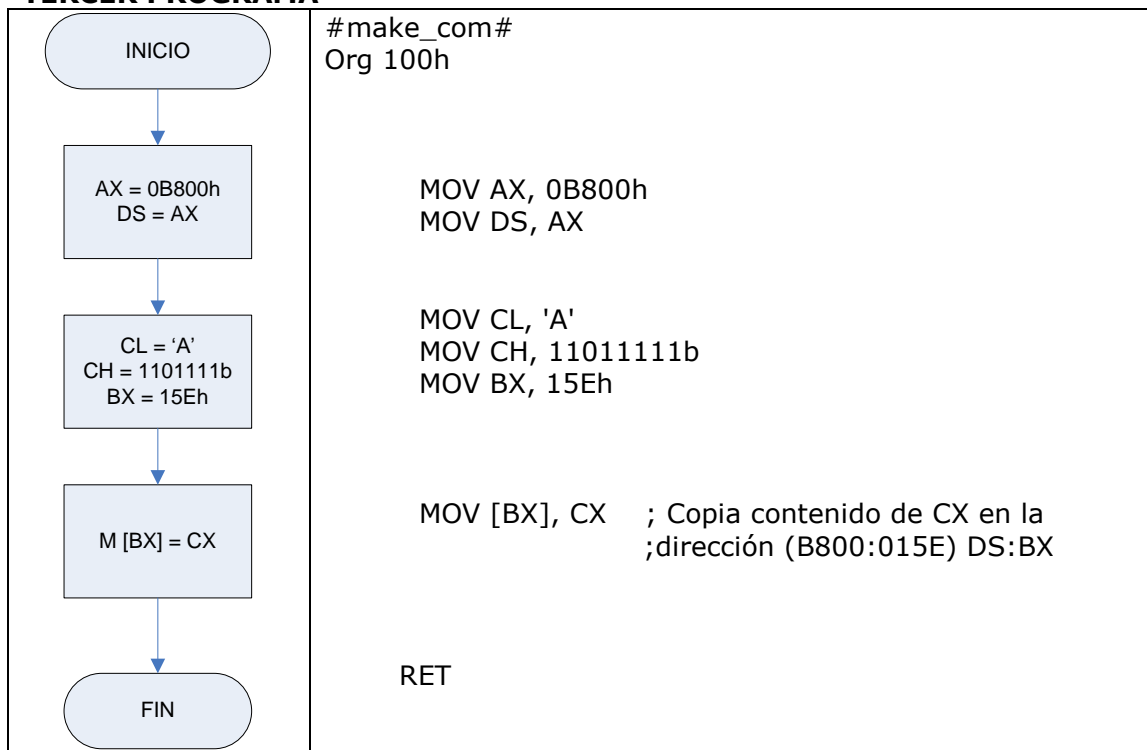 TERCER PROGRAMA
INICIO
AX = 0B800h
DS = AX
CL = ‘A’
CH = 1101111b
BX = 15Eh
M [BX] = CX
FIN
#make_com#
Org 100h
MOV AX, 0B800h
MOV DS, AX
MOV CL, 'A'
MOV CH, 11011111b
MOV BX, 15Eh
MOV [BX], CX ; Copia contenido de CX en la
;dirección (B800:015E) DS:BX
RET